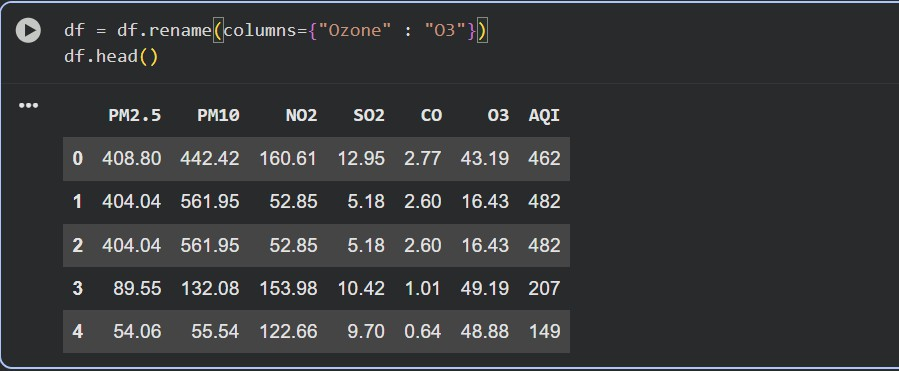 df = df.rename(columns={"Ozone" : "O3"})
df.head()
...
PM2.5 PM10 NO2 SO2 CO O3 AQI
0 408.80 442.42 160.61 12.95 2.77 43.19 462
1 404.04 561.95 52.85 5.18 2.60 16.43 482
2 404.04 561.95 52.85 5.18 2.60 16.43 482
3 89.55 132.08 153.98 10.42 1.01 49.19 207
4 54.06 55.54 122.66 9.70 0.64 48.88 149